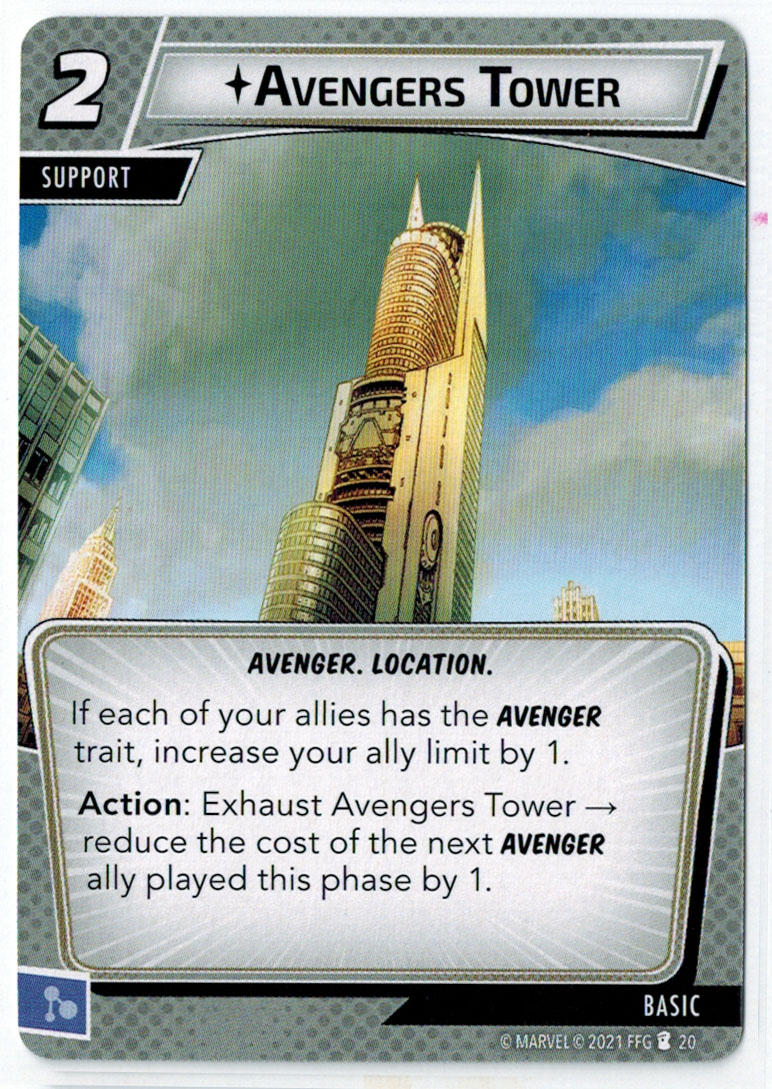 2
AVENGERS TOWER
SUPPORT
AVENGER. LOCATION.
If each of your allies has the AVENGER
trait, increase your ally limit by 1.
Action: Exhaust Avengers Tower →
reduce the cost of the next AVENGER
ally played this phase by 1.
BASIC
© MARVEL © 2021 FFG 20